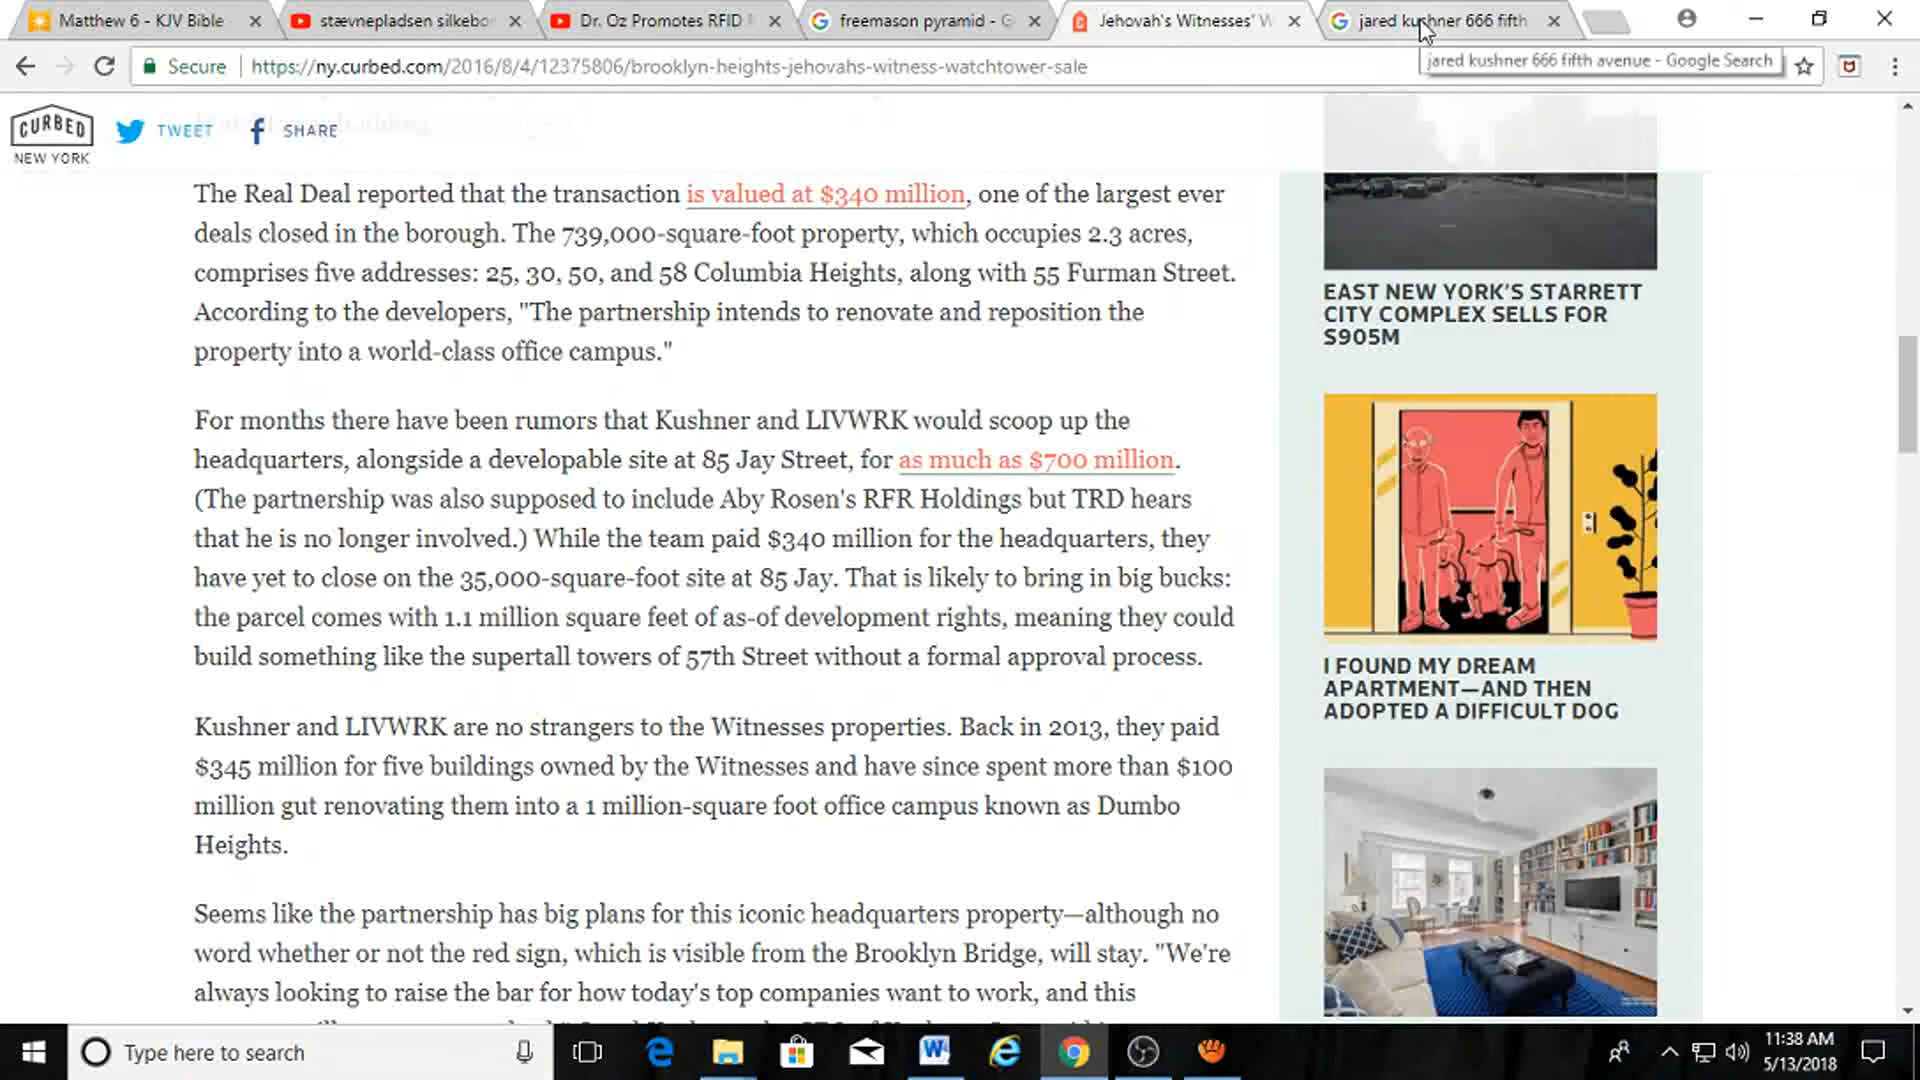 Matthew 6 - KJV Bible
stævnepladsen silkebo
Dr. Oz Promotes RFID
freemason pyramid - G
Jehovah's Witnesses' W
jared kushner 666 fifth
Secure
https://ny.curbed.com/2016/8/4/12375806/brooklyn-heights-jehovahs-witness-watchtower-sale
jared kushner 666 fifth avenue - Google Search
CURBED
NEW YORK
TWEET
SHARE
The Real Deal reported that the transaction is valued at $340 million, one of the largest ever
deals closed in the borough. The 739,000-square-foot property, which occupies 2.3 acres,
comprises five addresses: 25, 30, 50, and 58 Columbia Heights, along with 55 Furman Street.
According to the developers, "The partnership intends to renovate and reposition the
property into a world-class office campus."
For months there have been rumors that Kushner and LIVWRK would scoop up the
headquarters, alongside a developable site at 85 Jay Street, for as much as $700 million.
(The partnership was also supposed to include Aby Rosen's RFR Holdings but TRD hears
that he is no longer involved.) While the team paid $340 million for the headquarters, they
have yet to close on the 35,000-square-foot site at 85 Jay. That is likely to bring in big bucks:
the parcel comes with 1.1 million square feet of as-of development rights, meaning they could
build something like the supertall towers of 57th Street without a formal approval process.
Kushner and LIVWRK are no strangers to the Witnesses properties. Back in 2013, they paid
$345 million for five buildings owned by the Witnesses and have since spent more than $100
million gut renovating them into a 1 million-square foot office campus known as Dumbo
Heights.
Seems like the partnership has big plans for this iconic headquarters property—although no
word whether or not the red sign, which is visible from the Brooklyn Bridge, will stay. "We're
always looking to raise the bar for how today's top companies want to work, and this
EAST NEW YORK'S STARRETT
CITY COMPLEX SELLS FOR
$905M
I FOUND MY DREAM
APARTMENT—AND THEN
ADOPTED A DIFFICULT DOG
Type here to search
11:38 AM
5/13/2018